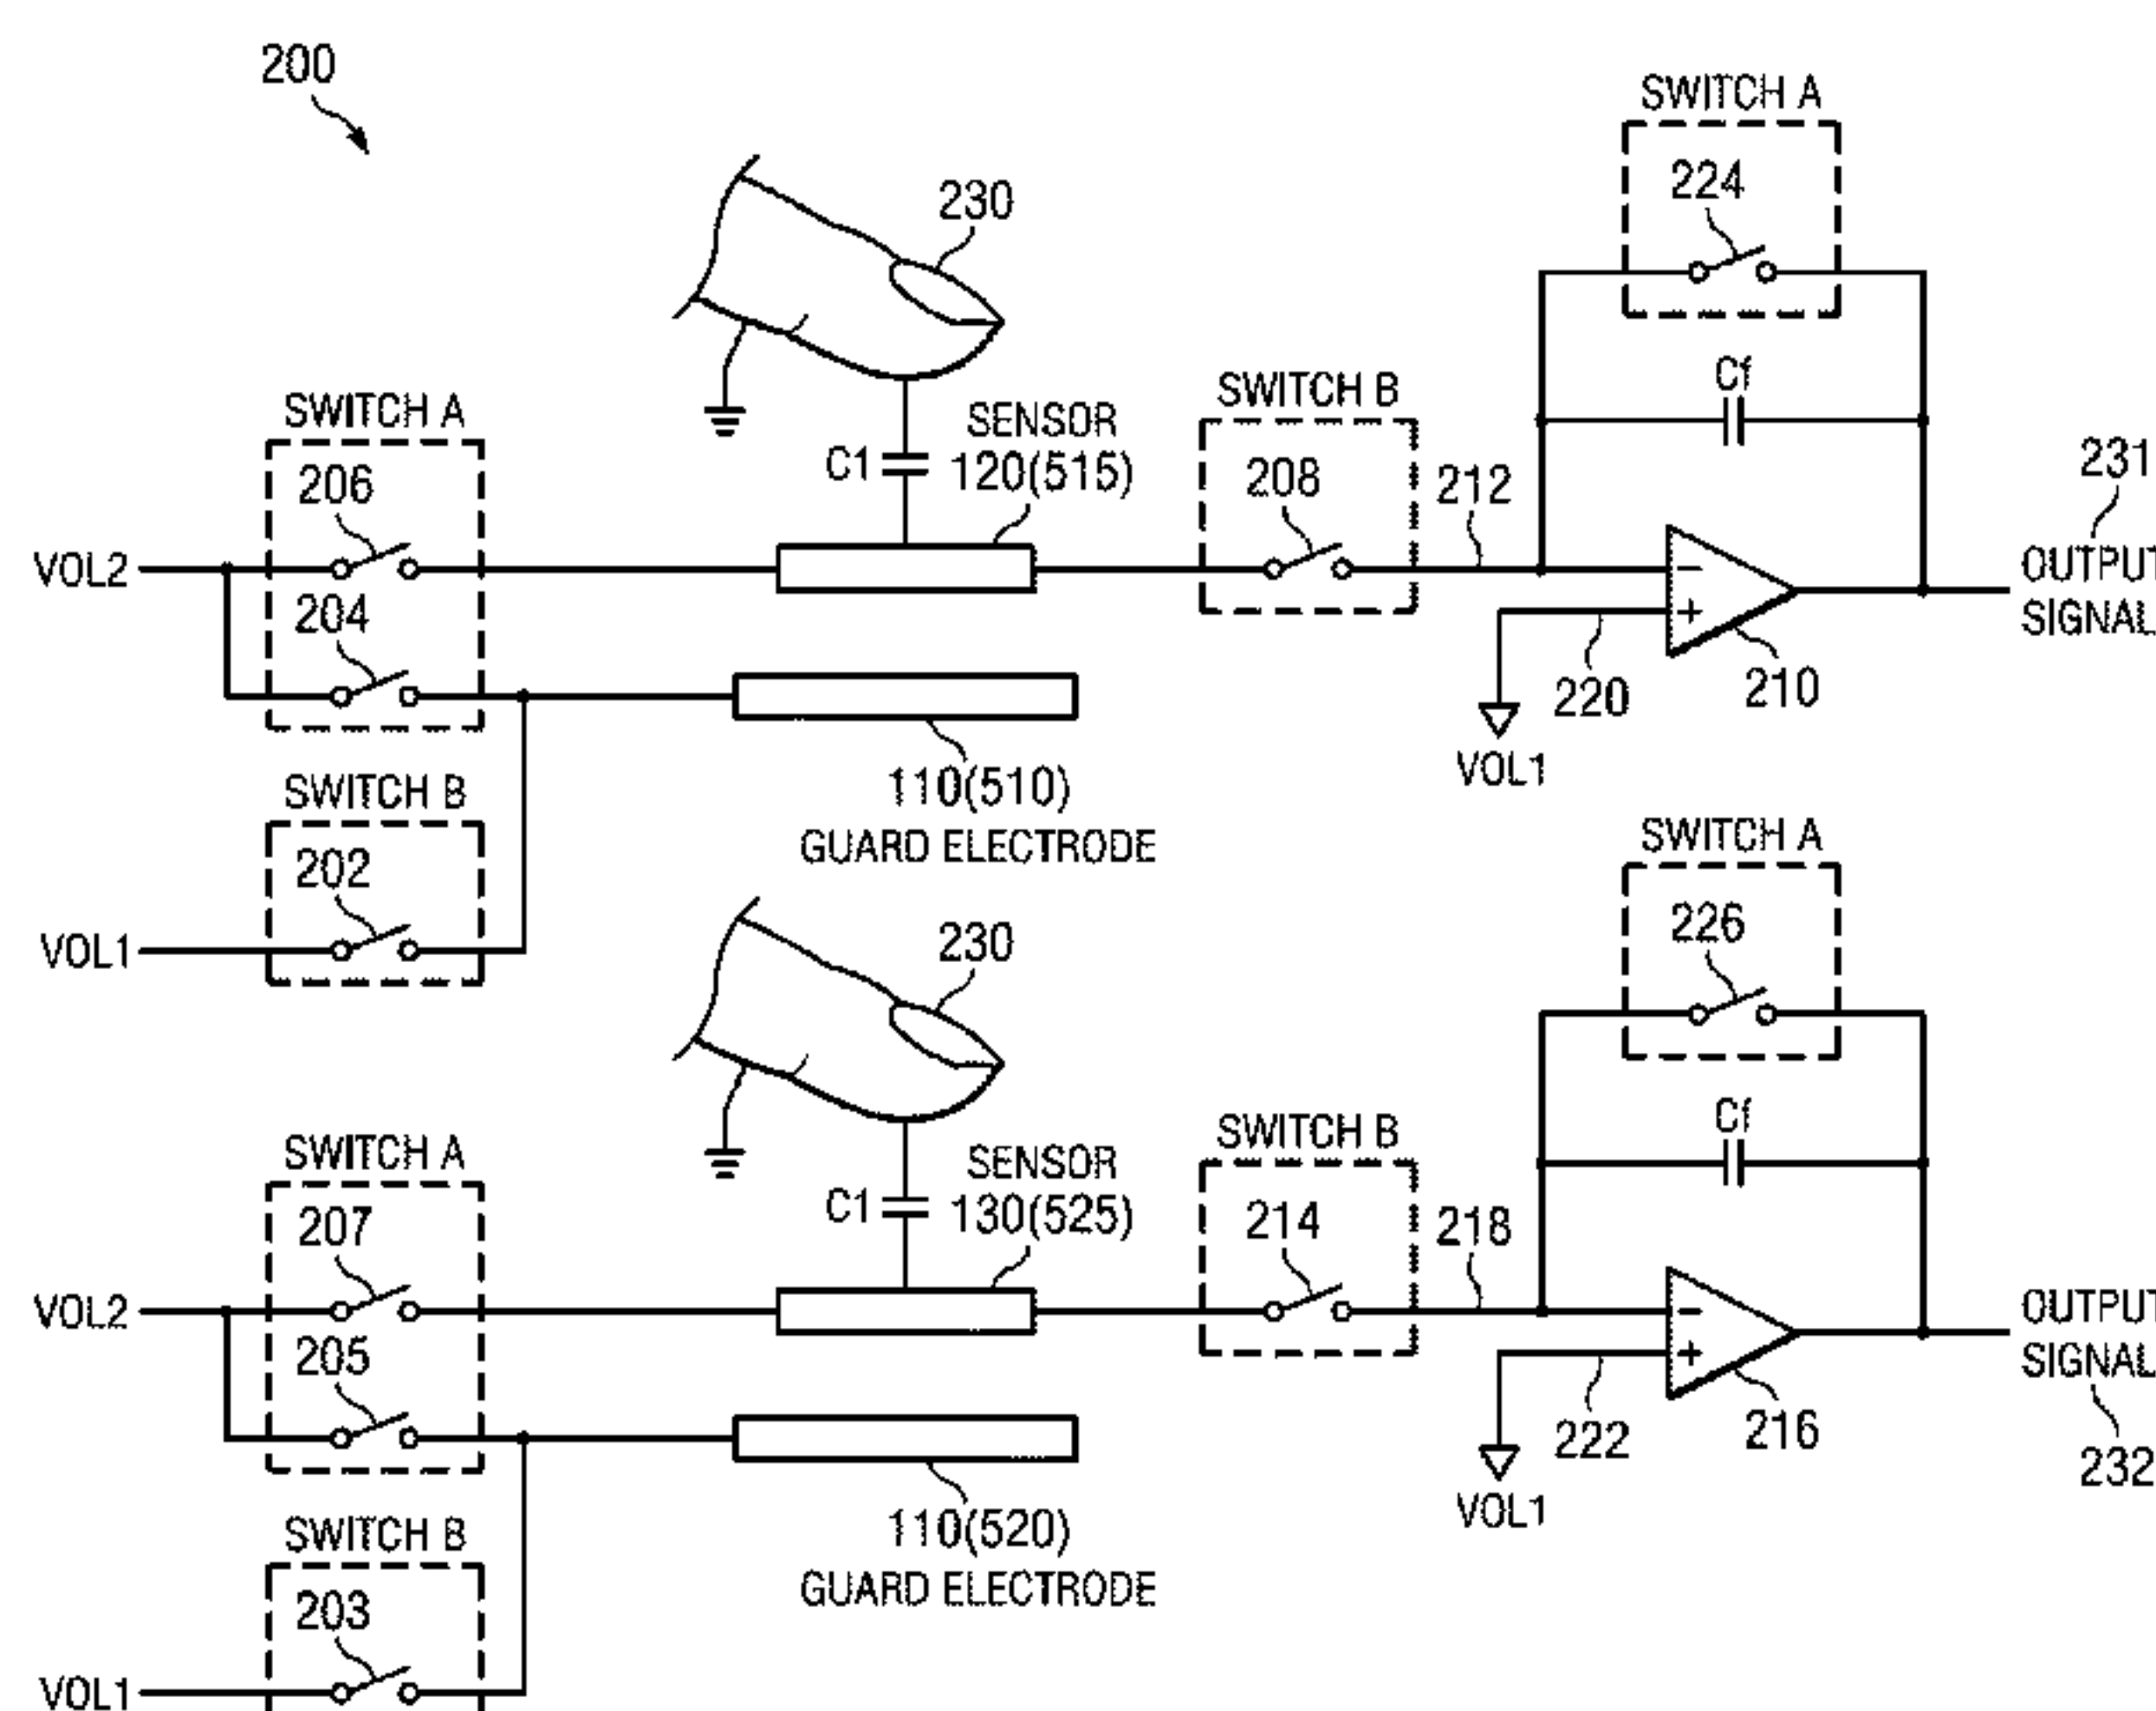 200
SWITCH A
224
230
Cf
SWITCH A
206
SENSOR
120(515)
C1
SWITCH B
208
212
231
VOL2
204
OUTPUT
SIGNAL
-
+
220
210
VOL1
110(510)
GUARD ELECTRODE
SWITCH B
202
VOL1
230
SWITCH A
226
Cf
SWITCH A
207
SENSOR
130(525)
C1
SWITCH B
214
218
VOL2
205
OUTPUT
SIGNAL
-
+
222
216
232
VOL1
110(520)
GUARD ELECTRODE
SWITCH B
203
VOL1